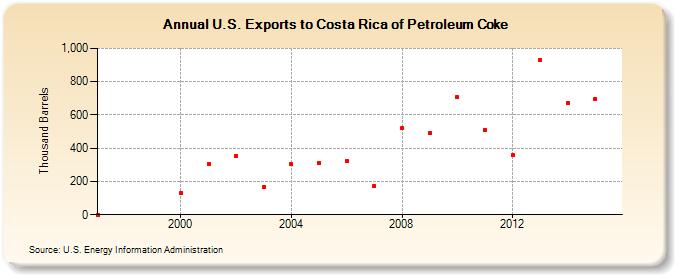 Annual U.S. Exports to Costa Rica of Petroleum Coke
Thousand Barrels
1,000
800
600
400
200
0
2000 2004 2008 2012
Source: U.S. Energy Information Administration